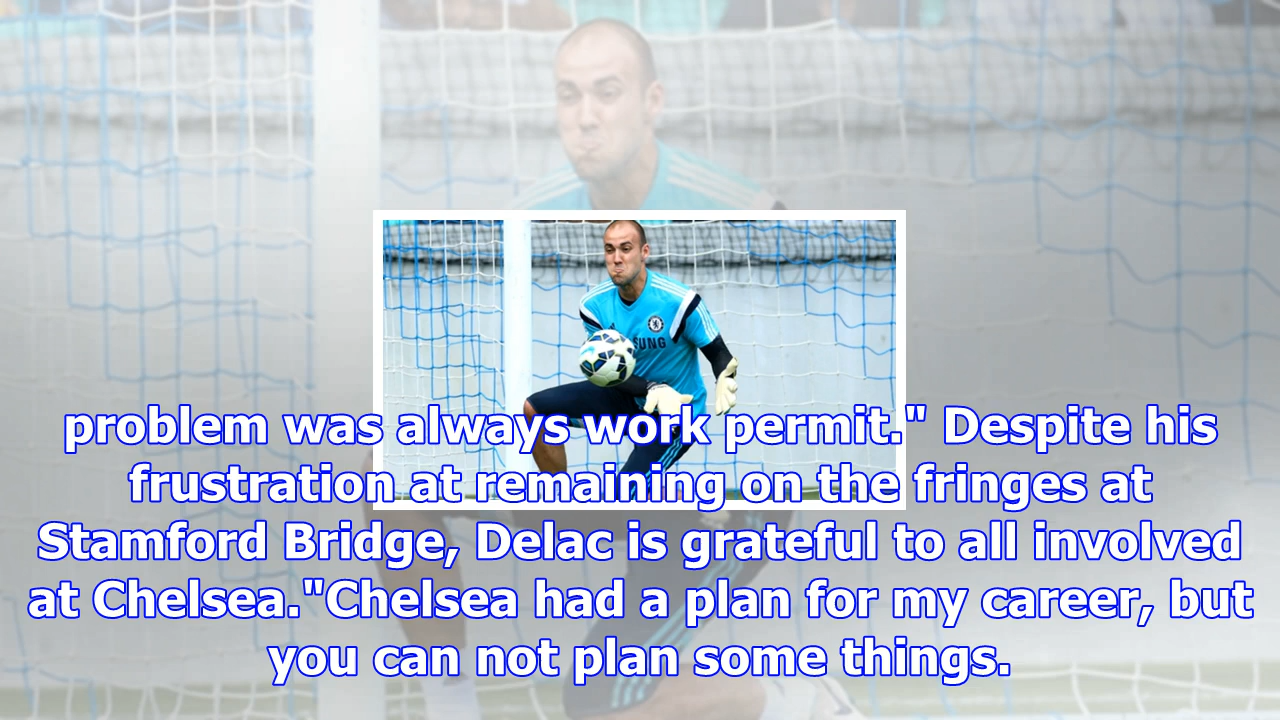 SUNG
problem was always work permit." Despite his
frustration at remaining on the fringes at
Stamford Bridge, Delac is grateful to all involved
at Chelsea."Chelsea had a plan for my career, but
you can not plan some things.